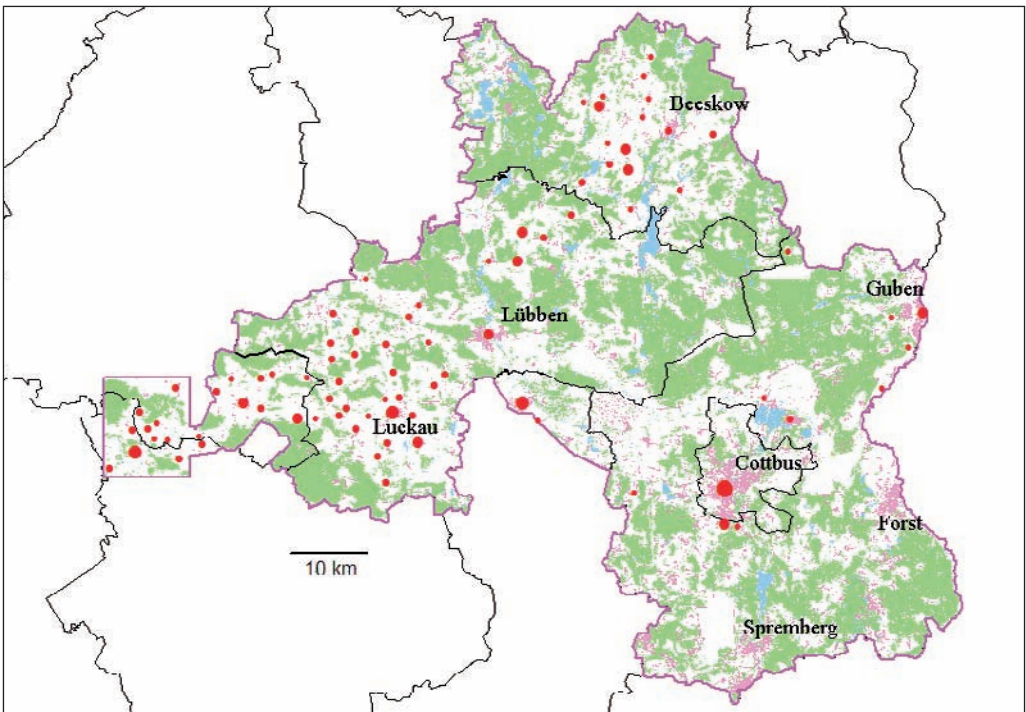 Beeskow
Guben
Lübben
Luckau
Cottbus
Forst
10 km
Spremberg